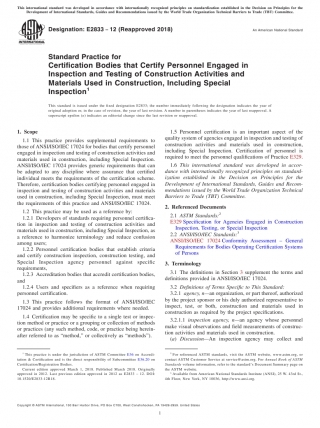 This international standard was developed in accordance with internationally recognized principles on standardization established in the Decision on Principles for the
Development of International Standards, Guides and Recommendations issued by the World Trade Organization Technical Barriers to Trade (TBT) Committee.
Designation: E2833 - 12 (Reapproved 2018)
An American National Standard
Standard Practice for
Certification Bodies that Certify Personnel Engaged in
Inspection and Testing of Construction Activities and
Materials Used in Construction, Including Special
Inspection1
This standard is issued under the fixed designation E2833; the number immediately following the designation indicates the year of
original adoption or, in the case of revision, the year of last revision. A number in parentheses indicates the year of last reapproval. A
superscript epsilon (ε) indicates an editorial change since the last revision or reapproval.
1. Scope
1.1 This practice provides supplemental requirements to
those of ANSI/ISO/IEC 17024 for bodies that certify personnel
engaged in inspection and testing of construction activities and
materials used in construction, including Special Inspection.
ANSI/ISO/IEC 17024 provides generic requirements that can
be adapted to any discipline where assurance that certified
individual meets the requirements of the certification scheme.
Therefore, certification bodies certifying personnel engaged in
inspection and testing of construction activities and materials
used in construction, including Special Inspection, must meet
the requirements of this practice and ANSI/ISO/IEC 17024.
1.2 This practice may be used as a reference by:
1.2.1 Developers of standards requiring personnel certifica-
tion in inspection and testing of construction activities and
materials used in construction, including Special Inspection, as
a reference to harmonize terminology and reduce confusion
among users;
1.2.2 Personnel certification bodies that establish criteria
and certify construction inspection, construction testing, and
Special Inspection agency personnel against specific
requirements,
1.2.3 Accreditation bodies that accredit certification bodies,
and
1.2.4 Users and specifiers as a reference when requiring
personnel certification.
1.3 This practice follows the format of ANSI/ISO/IEC
17024 and provides additional requirements where needed.
1.4 Certification may be specific to a single test or inspec-
tion method or practice or a grouping or collection of methods
or practices (any such method, code, or practice being herein-
after referred to as "method," or collectively as "methods").
1 This practice is under the jurisdiction of ASTM Committee E36 on Accredi-
tation & Certification and is the direct responsibility of Subcommittee E36.20 on
Certification/Registration Bodies.
Current edition approved March 1, 2018. Published March 2018. Originally
approved in 2012. Last previous edition approved in 2012 as E2833 – 12. DOI:
10.1520/E2833-12R18.
1.5 Personnel certification is an important aspect of the
quality system of agencies engaged in inspection and testing of
construction activities and materials used in construction,
including Special Inspection. Certification of personnel is
required to meet the personnel qualifications of Practice E329.
1.6 This international standard was developed in accor-
dance with internationally recognized principles on standard-
ization established in the Decision on Principles for the
Development of International Standards, Guides and Recom-
mendations issued by the World Trade Organization Technical
Barriers to Trade (TBT) Committee.
2. Referenced Documents
2.1 ASTM Standards:2
E329 Specification for Agencies Engaged in Construction
Inspection, Testing, or Special Inspection
2.2 ANSI/ISO/IEC Standards:3
ANSI/ISO/IEC 17024 Conformity Assessment – General
Requirements for Bodies Operating Certification Systems
of Persons
3. Terminology
3.1 The definitions in Section 3 supplement the terms and
definitions provided in ANSI/ISO/IEC 17024.
3.2 Definitions of Terms Specific to This Standard:
3.2.1 agency, n—an organization, or part thereof, authorized
by the project sponsor or his duly authorized representative to
inspect, test, or both, construction and materials used in
construction as required by the project specifications.
3.2.1.1 inspection agency, n—an agency whose personnel
make visual observations and field measurements of construc-
tion activities and materials used in construction.
(a) Discussion—An inspection agency may collect and
2 For referenced ASTM standards, visit the ASTM website, www.astm.org, or
contact ASTM Customer Service at service@astm.org. For Annual Book of ASTM
Standards volume information, refer to the standard's Document Summary page on
the ASTM website.
3 Available from American National Standards Institute (ANSI), 25 W. 43rd St.,
4th Floor, New York, NY 10036, http://www.ansi.org.
Copyright © ASTM International, 100 Barr Harbor Drive, PO Box C700, West Conshohocken, PA 19428-2959. United States
1